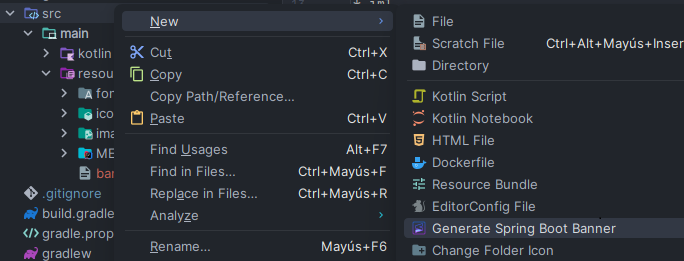 src
main
kotlin
resou
fon
ico
ima
ME
ban
.gitignore
build.gradle
gradle.prop
gradlew
New
Cut Ctrl+X
Copy Ctrl+C
Copy Path/Reference...
Paste Ctrl+V
Find Usages Alt+F7
Find in Files... Ctrl+Mayús+F
Replace in Files... Ctrl+Mayús+R
Analyze
Rename... Mayús+F6
File
Scratch File Ctrl+Alt+Mayús+Inser
Directory
Kotlin Script
Kotlin Notebook
HTML File
Dockerfile
Resource Bundle
EditorConfig File
Generate Spring Boot Banner
Change Folder Icon